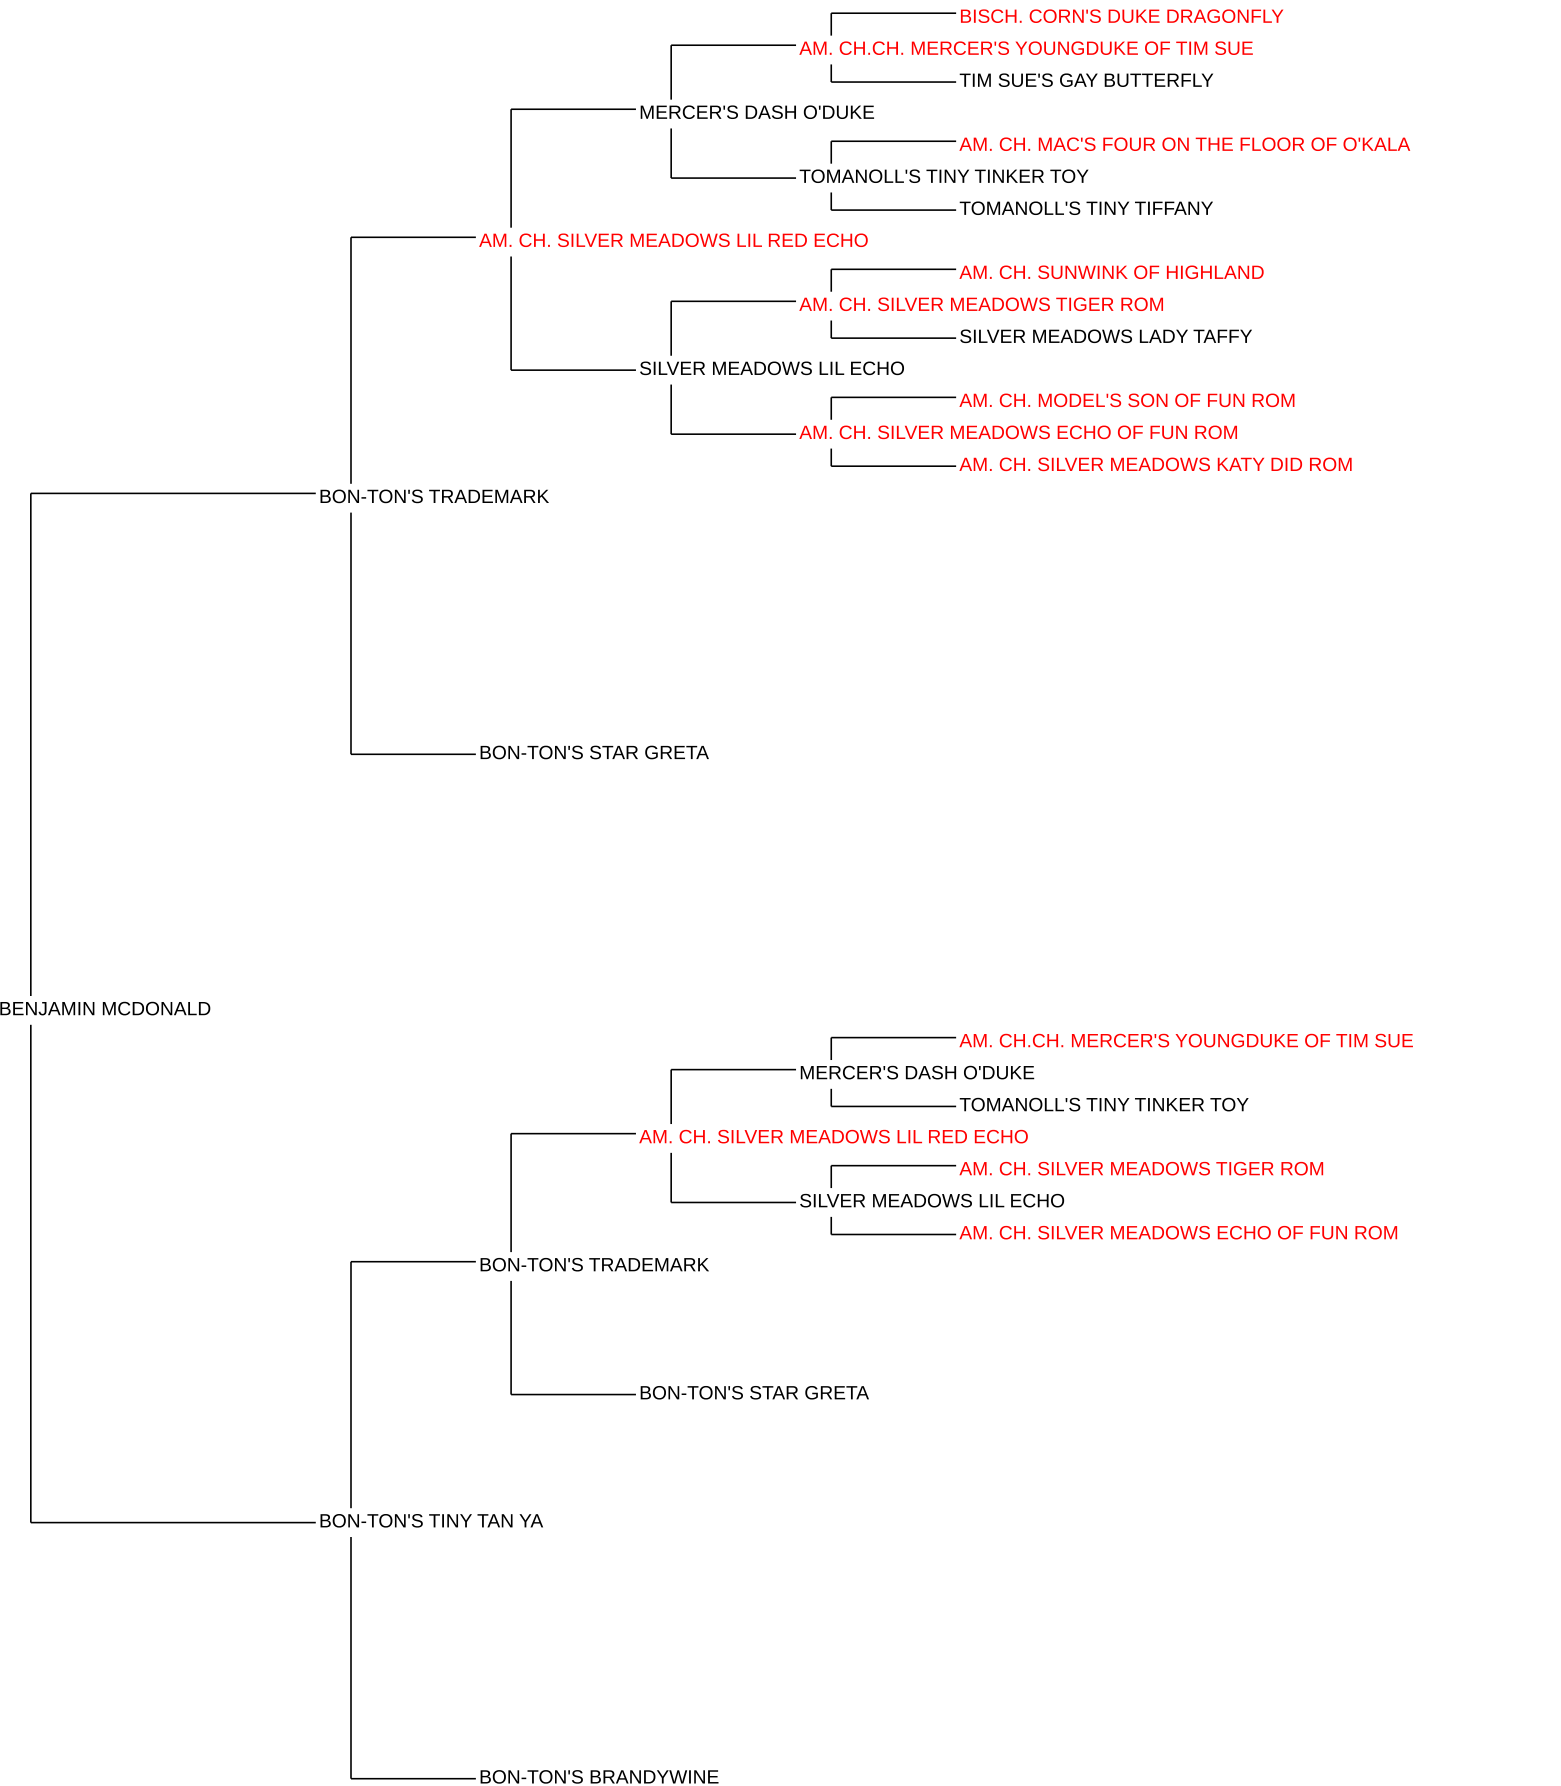 BISCH. CORN'S DUKE DRAGONFLY
AM. CH.CH. MERCER'S YOUNGDUKE OF TIM SUE
TIM SUE'S GAY BUTTERFLY
MERCER'S DASH O'DUKE
AM. CH. MAC'S FOUR ON THE FLOOR OF O'KALA
TOMANOLL'S TINY TINKER TOY
TOMANOLL'S TINY TIFFANY
AM. CH. SILVER MEADOWS LIL RED ECHO
AM. CH. SUNWINK OF HIGHLAND
AM. CH. SILVER MEADOWS TIGER ROM
SILVER MEADOWS LADY TAFFY
SILVER MEADOWS LIL ECHO
AM. CH. MODEL'S SON OF FUN ROM
AM. CH. SILVER MEADOWS ECHO OF FUN ROM
AM. CH. SILVER MEADOWS KATY DID ROM
BON-TON'S TRADEMARK
BON-TON'S STAR GRETA
BENJAMIN MCDONALD
AM. CH.CH. MERCER'S YOUNGDUKE OF TIM SUE
MERCER'S DASH O'DUKE
TOMANOLL'S TINY TINKER TOY
AM. CH. SILVER MEADOWS LIL RED ECHO
AM. CH. SILVER MEADOWS TIGER ROM
SILVER MEADOWS LIL ECHO
AM. CH. SILVER MEADOWS ECHO OF FUN ROM
BON-TON'S TRADEMARK
BON-TON'S STAR GRETA
BON-TON'S TINY TAN YA
BON-TON'S BRANDYWINE